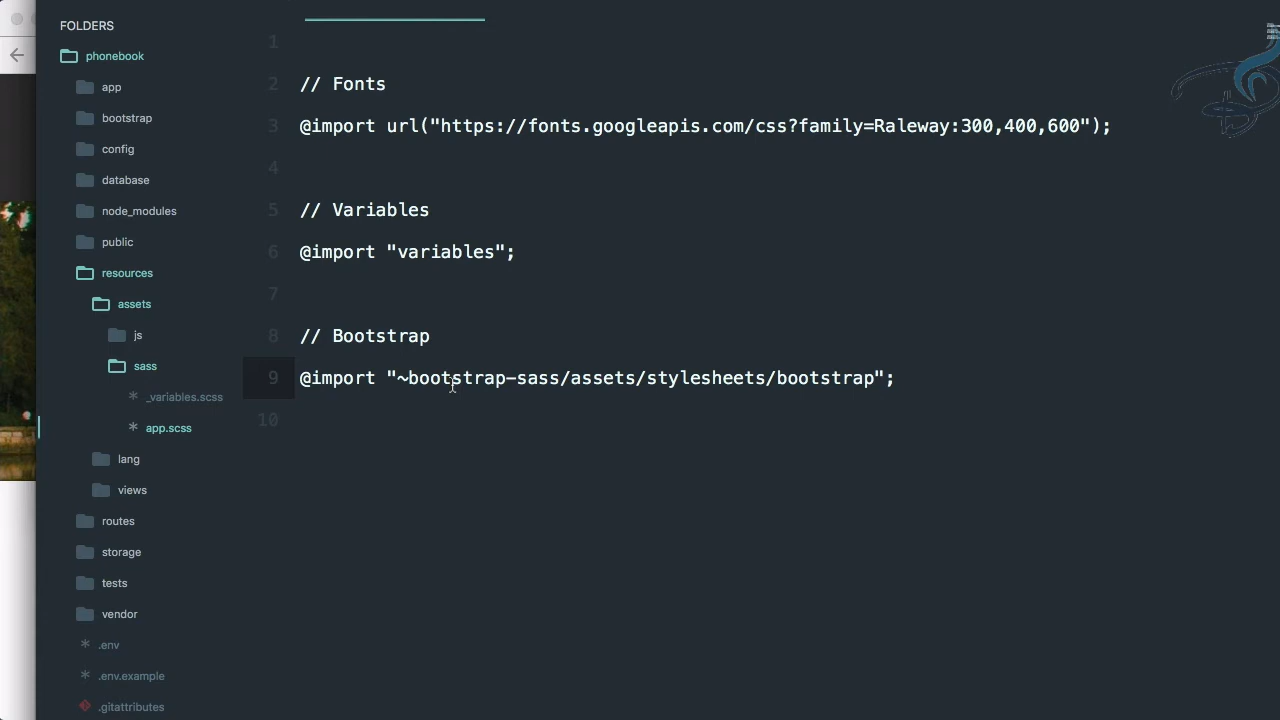 FOLDERS
phonebook
app
bootstrap
config
database
node_modules
public
resources
assets
js
sass
_variables.scss
app.scss
lang
views
routes
storage
tests
vendor
.env
.env.example
.gitattributes
1
2 // Fonts
3 @import url("https://fonts.googleapis.com/css?family=Raleway:300,400,600");
4
5 // Variables
6 @import "variables";
7
8 // Bootstrap
9 @import "~bootstrap-sass/assets/stylesheets/bootstrap";
10